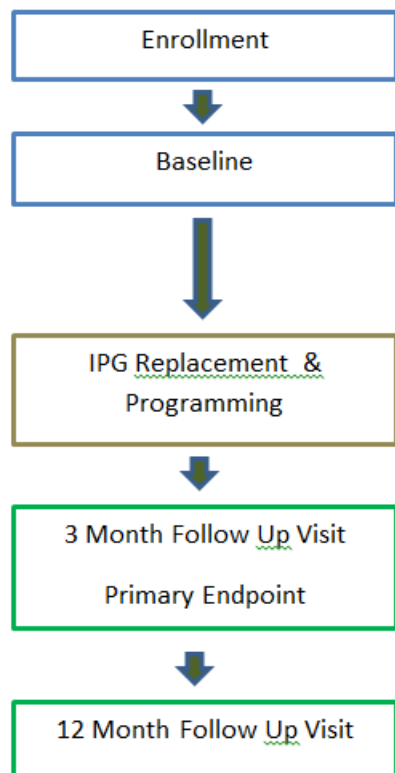 Enrollment
Baseline
IPG Replacement &
Programming
3 Month Follow Up Visit
Primary Endpoint
12 Month Follow Up Visit